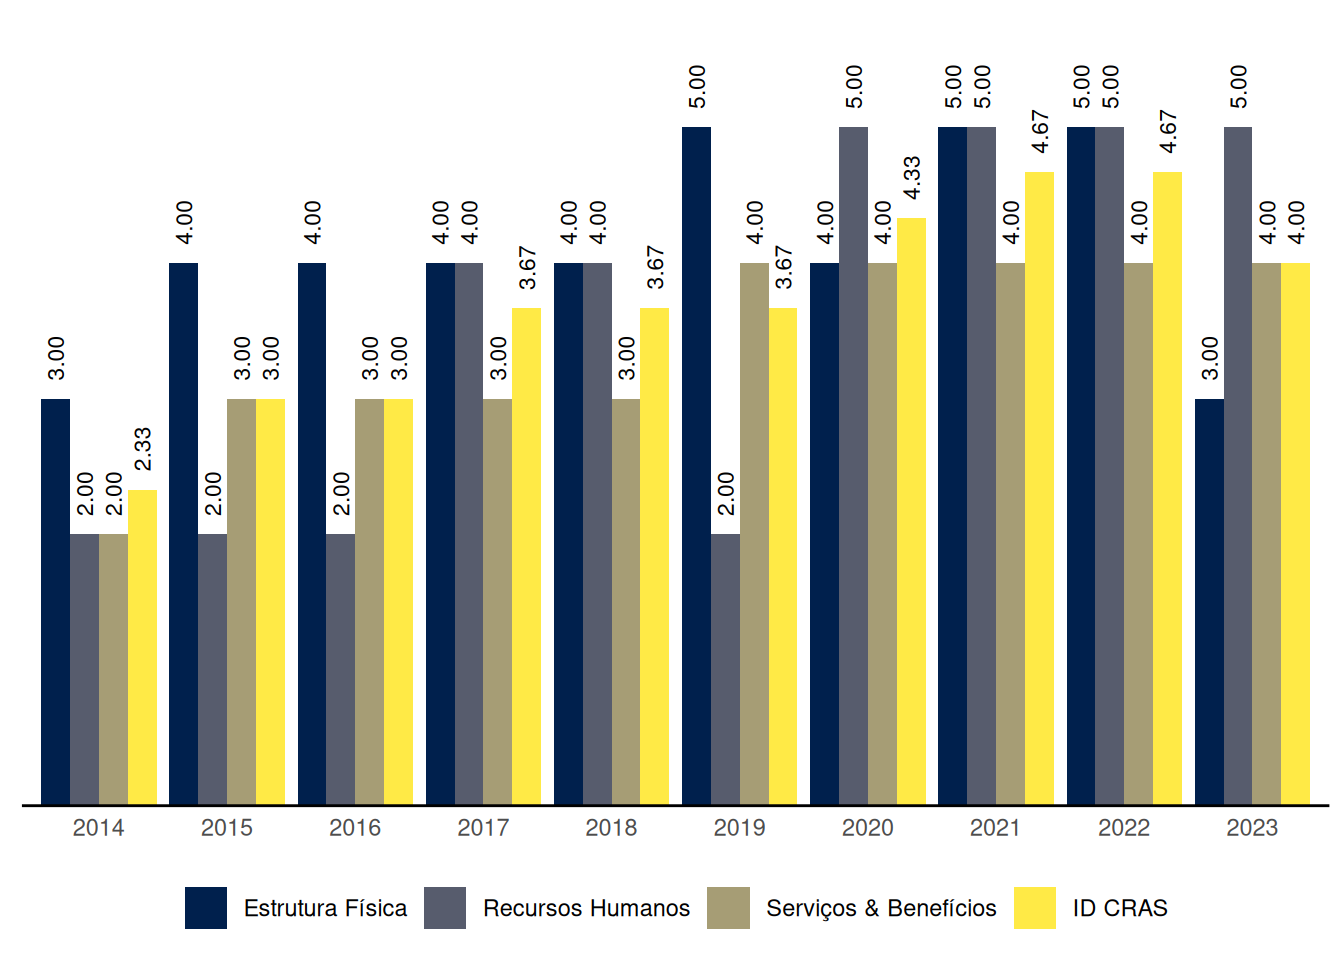 3.00 2.00 2.00 2.33
4.00 2.00 3.00 3.00
4.00 2.00 3.00 3.00
4.00 4.00 3.00 3.67
4.00 4.00 3.00 3.67
5.00 2.00 4.00 3.67
4.00 5.00 4.00 4.33
5.00 5.00 4.00 4.67
5.00 5.00 4.00 4.67
3.00 5.00 4.00 4.00
2014 2015 2016 2017 2018 2019 2020 2021 2022 2023
Estrutura Física Recursos Humanos Serviços & Benefícios ID CRAS